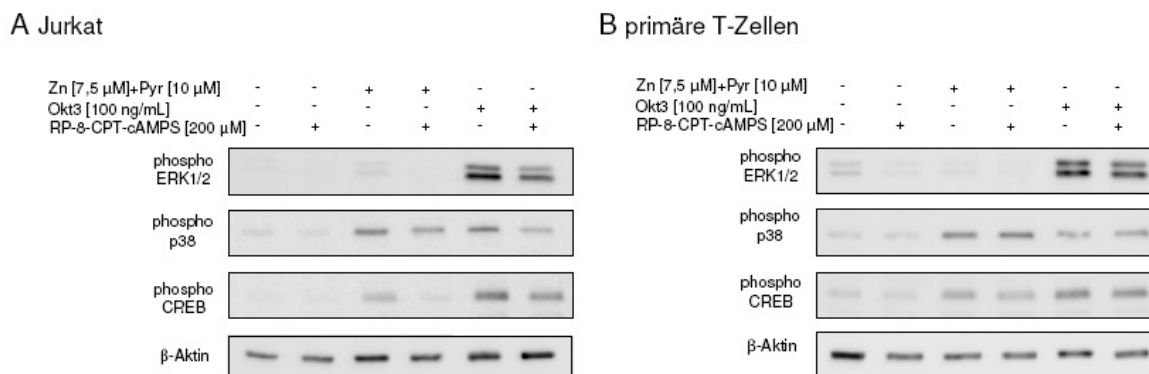 A Jurkat
Zn [7,5 µM]+Pyr [10 µM] - - + + - -
Okt3 [100 ng/mL] - - - - + +
RP-8-CPT-cAMPS [200 µM] - + - + - +
phospho
ERK1/2
phospho
p38
phospho
CREB
β-Aktin
B primäre T-Zellen
Zn [7,5 µM]+Pyr [10 µM] - - + + - -
Okt3 [100 ng/mL] - - - - + +
RP-8-CPT-cAMPS [200 µM] - + - + - +
phospho
ERK1/2
phospho
p38
phospho
CREB
β-Aktin